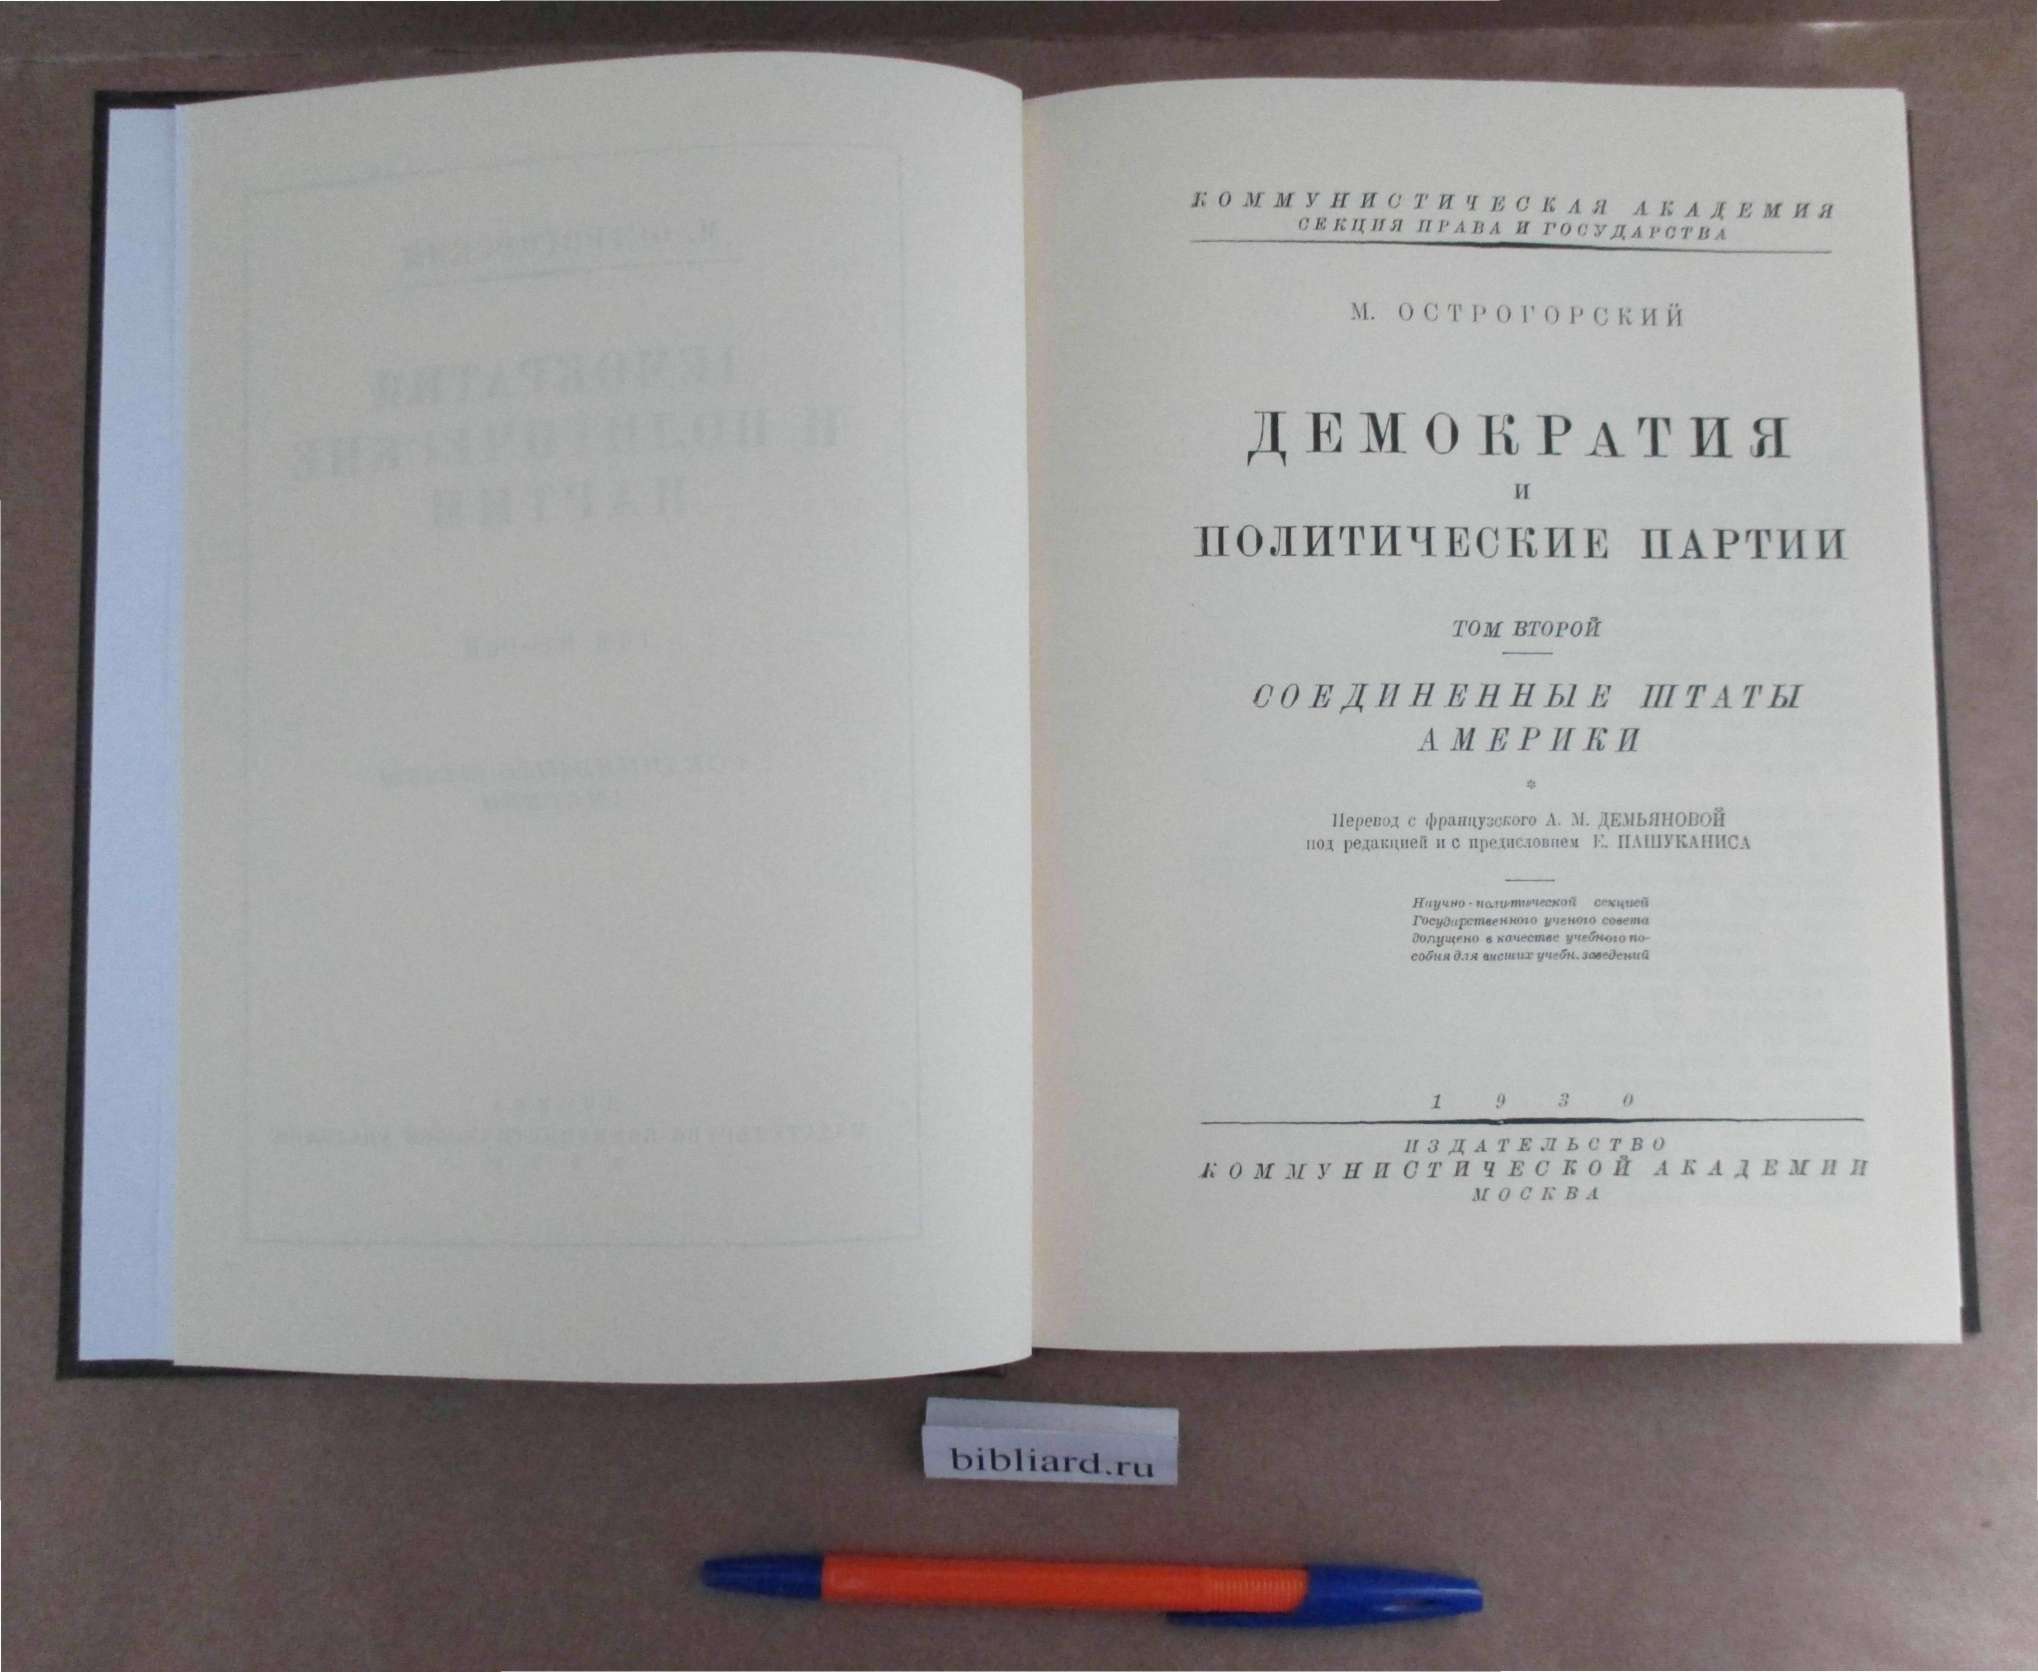 КОММУНИСТИЧЕСКАЯ АКАДЕМИЯ
СЕКЦИЯ ПРАВА И ГОСУДАРСТВА
М. ОСТРОГОРСКИЙ
ДЕМОКРАТИЯ
И
ПОЛИТИЧЕСКИЕ ПАРТИИ
ТОМ ВТОРОЙ
СОЕДИНЕННЫЕ ШТАТЫ
АМЕРИКИ
*
Перевод с французского А. М. ДЕМЬЯНОВОЙ
под редакцией и с предисловием Е. ПАШУКАНИСА
Научно-политической секцией
Государственного ученого совета
допущено в качестве учебного по-
собия для высших учебн. заведений
1930
ИЗДАТЕЛЬСТВО
КОММУНИСТИЧЕСКОЙ АКАДЕМИИ
МОСКВА
bibliard.ru